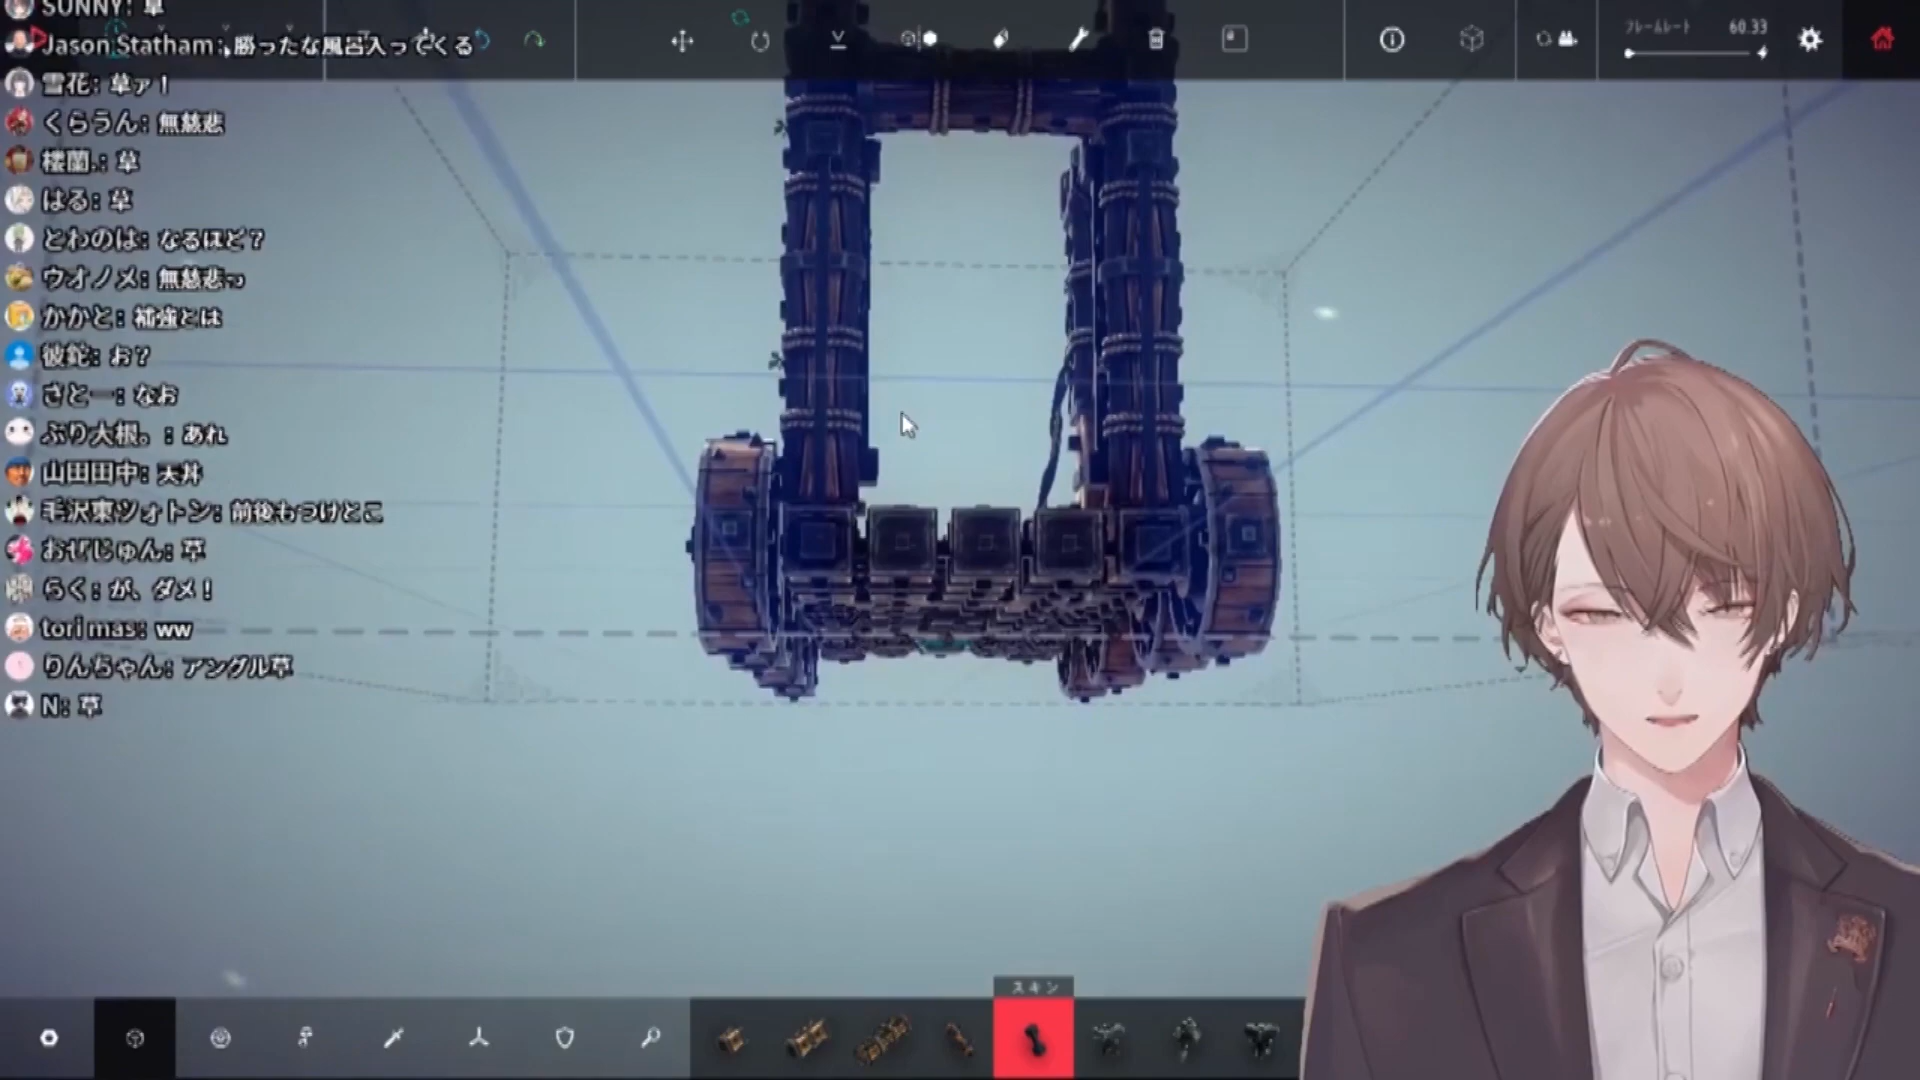 SUNNY: 草
Jason Statham: 勝ったな風呂入ってくる
雪花: 草ァ！
くらうん: 無慈悲
楼蘭.: 草
はる: 草
とわのは: なるほど？
ウオノメ: 無慈悲っ
かかと: 補強とは
彼鉈: お？
さとー: なお
ぶり大根。: あれ
山田田中: 天丼
毛沢東ツォトン: 前後もつけとこ
おぜじゅん: 草
らく: が、ダメ！
tori mas: ww
りんちゃん: アングル草
N: 草
フレームレート 60.33
スキン